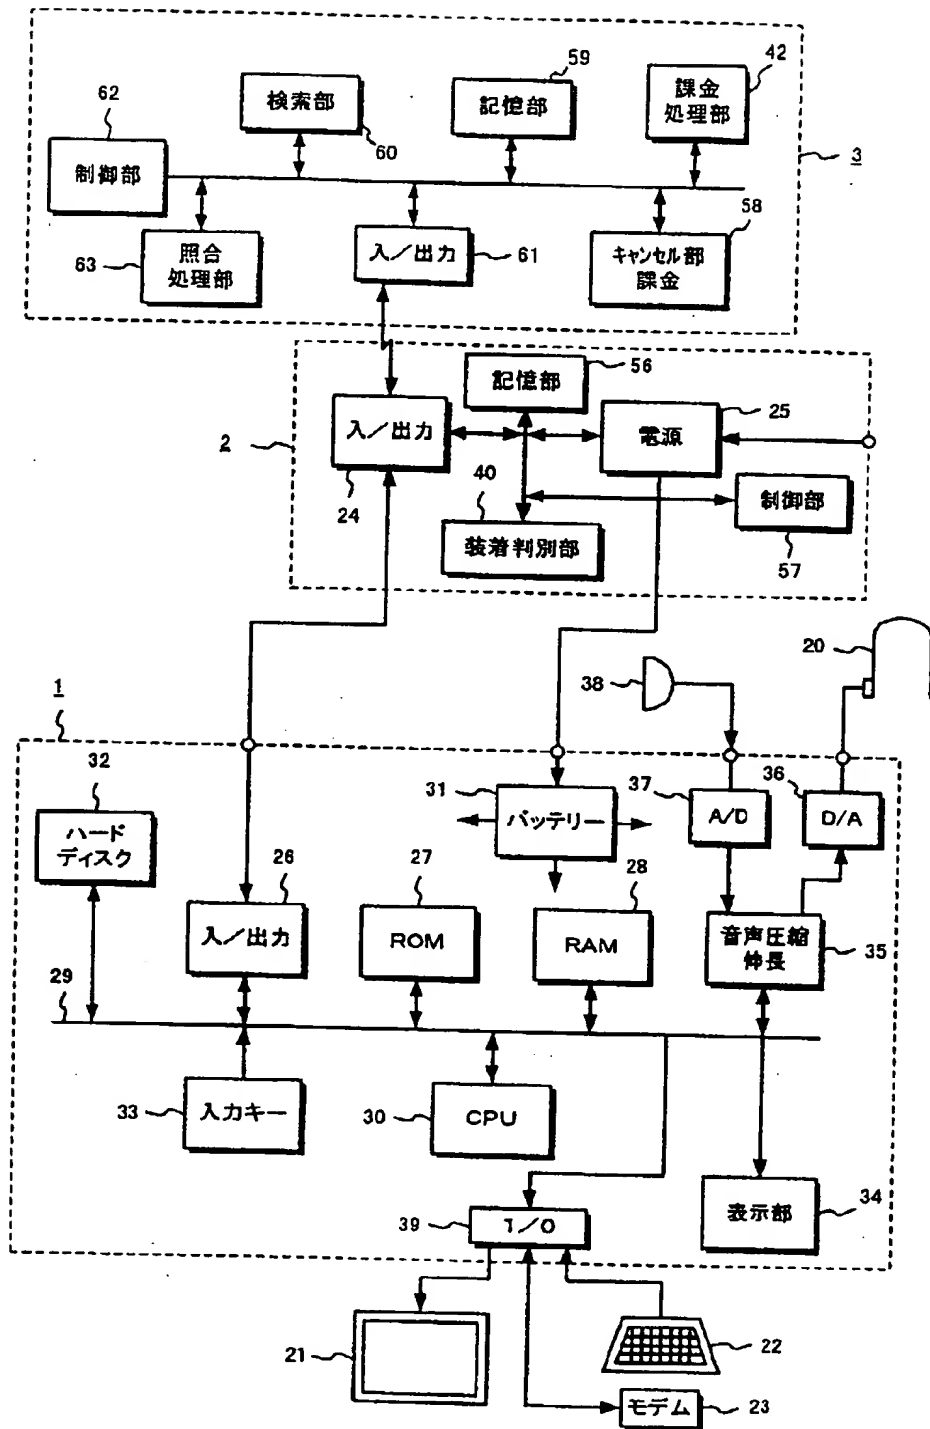 59
42
62
検索部
記憶部
課金
処理部
60
3
制御部
58
照合
処理部
入/出力
キャンセル部
課金
63
61
記憶部
56
25
2
入/出力
電源
40
24
制御部
装着判別部
57
20
38
1
32
31
37
36
ハード
ディスク
バッテリー
A/D
D/A
26
27
28
入/出力
ROM
RAM
音声圧縮
伸長
35
29
33
入力キー
30
CPU
39
I/O
表示部
34
21
22
モデム
23